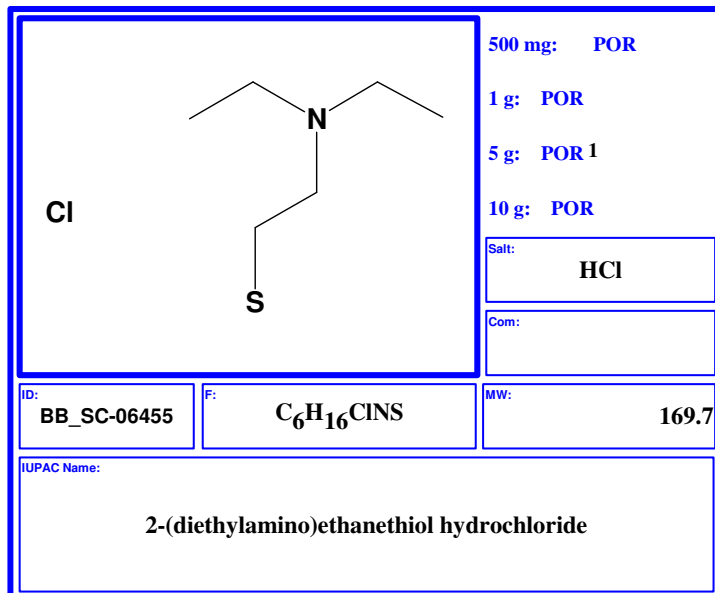 500 mg: POR
1 g: POR
5 g: POR 1
10 g: POR
N
Cl
S
Salt:
HCl
Com:
ID:
BB_SC-06455
F:
C6H16ClNS
MW:
169.7
IUPAC Name:
2-(diethylamino)ethanethiol hydrochloride